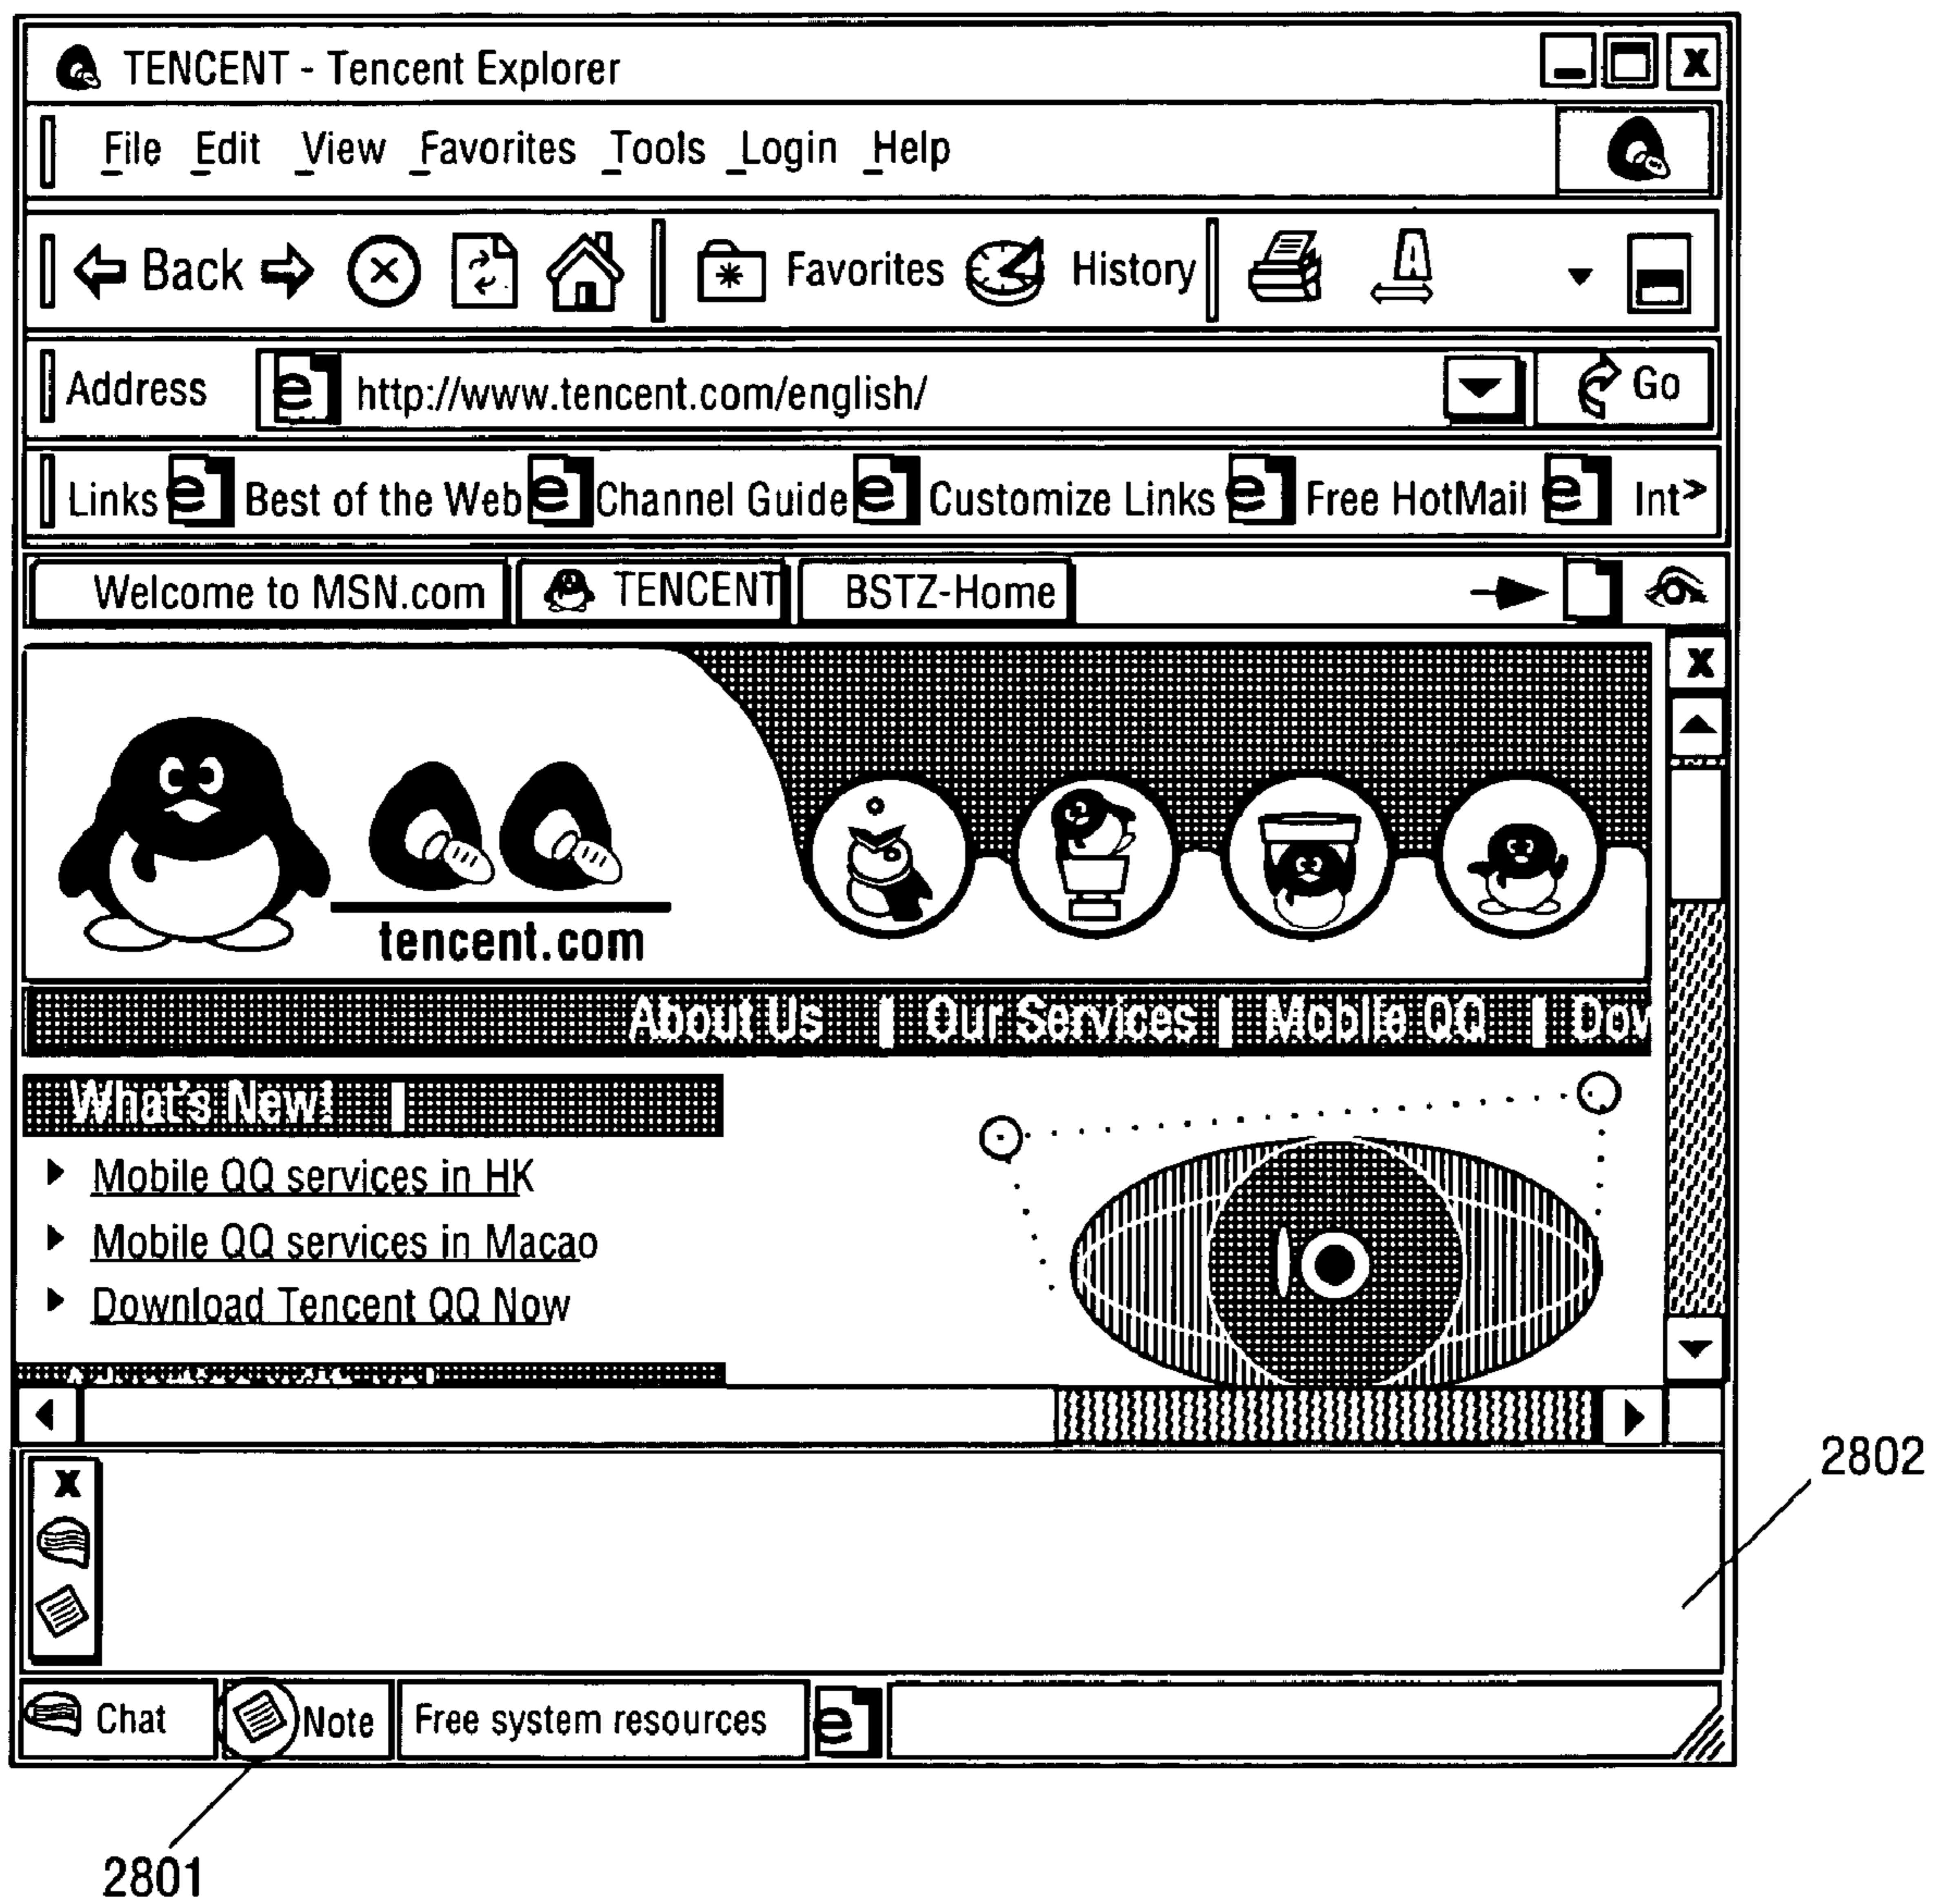 TENCENT - Tencent Explorer
File Edit View Favorites Tools Login Help
Back Favorites History
Address http://www.tencent.com/english/ Go
Links Best of the Web Channel Guide Customize Links Free HotMail Int>
Welcome to MSN.com TENCENT BSTZ-Home
tencent.com
About Us | Our Services | Mobile QQ | Dow
What's New! |
Mobile QQ services in HK
Mobile QQ services in Macao
Download Tencent QQ Now
2802
Chat Note Free system resources
2801